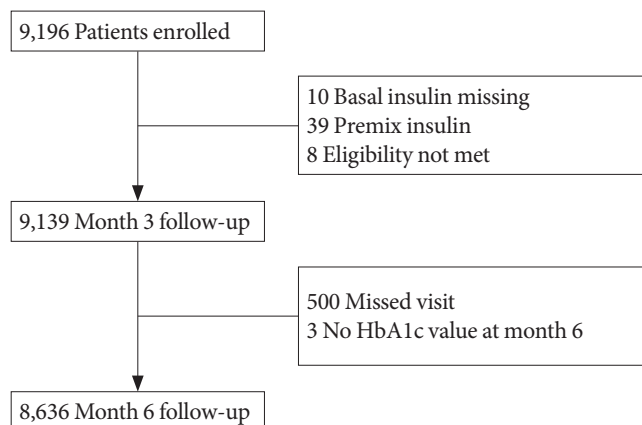 9,196 Patients enrolled
10 Basal insulin missing
39 Premix insulin
8 Eligibility not met
9,139 Month 3 follow-up
500 Missed visit
3 No HbA1c value at month 6
8,636 Month 6 follow-up